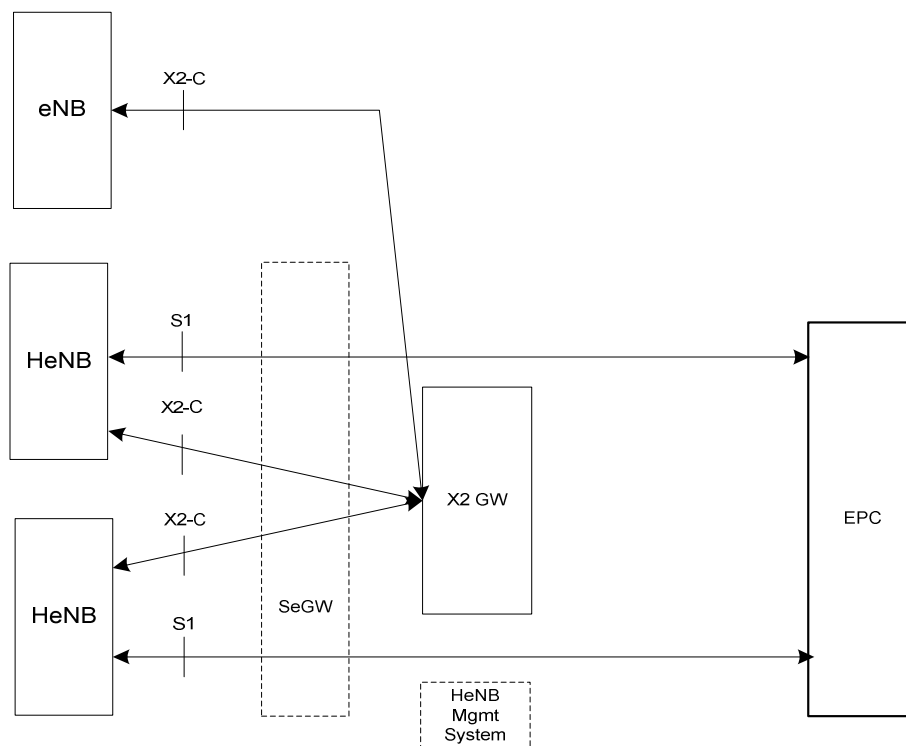 eNB
X2-C
HeNB
S1
X2-C
X2 GW
EPC
X2-C
HeNB
SeGW
S1
HeNB
Mgmt
System